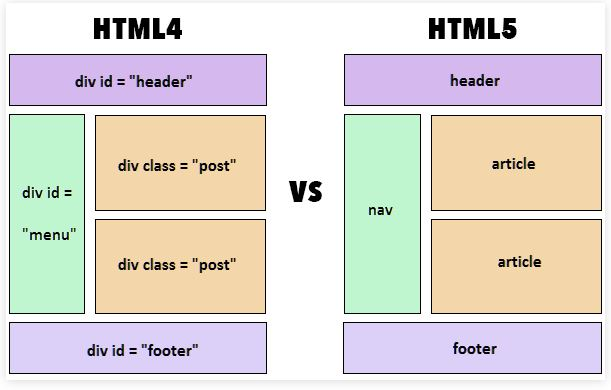 HTML4
div id = "header"
div id =
"menu"
div class = "post"
div class = "post"
div id = "footer"
VS
HTML5
header
nav
article
article
footer